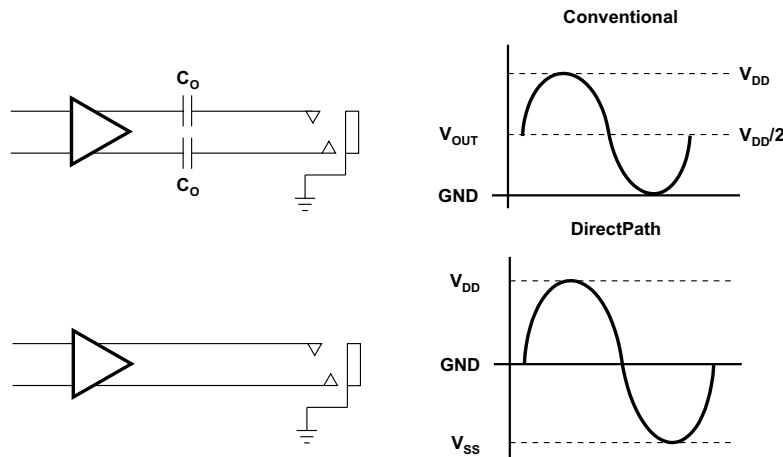 Conventional
C_O
V_DD
V_OUT
V_DD/2
C_O
GND
DirectPath
V_DD
GND
V_SS